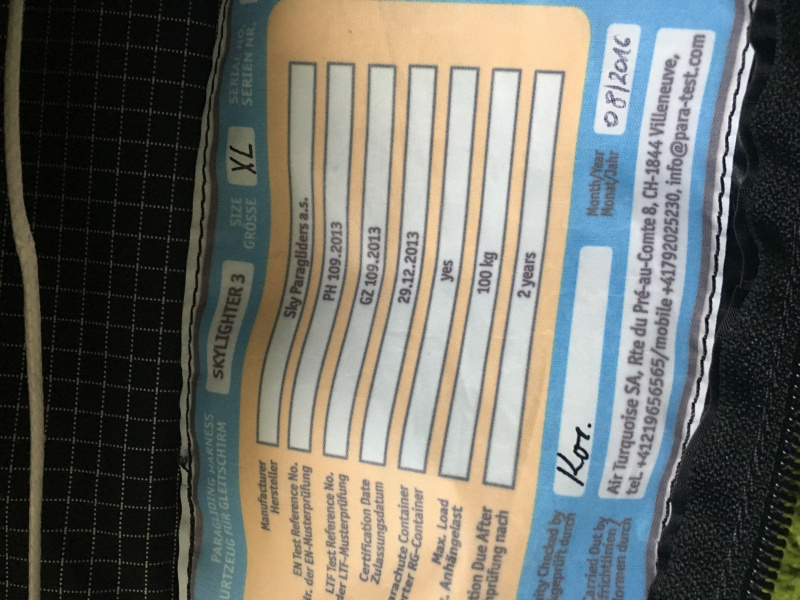 PARAGLIDING HARNESS
URTZEUG FÜR GLEITSCHIRM
SKYLIGHTER 3
SIZE
GRÖSSE
XL
SERIAL NO.
SERIEN NR.
Manufacturer
Hersteller
Sky Paragliders a.s.
EN Test Reference No.
Nr. der EN-Musterprüfung
PH 109.2013
LTF Test Reference No.
der LTF-Musterprüfung
GZ 109.2013
Certification Date
Zulassungsdatum
29.12.2013
arachute Container
rter RG-Container
yes
Max. Load
. Anhängelast
100 kg
tion Due After
prüfung nach
2 years
ity Checked by
geprüft durch
Kor.
Month/Year
Monat/Jahr
08/2016
Carried Out by
frichtlinien
ormen durch
Air Turquoise SA, Rte du Pré-au-Comte 8, CH-1844 Villeneuve,
tel. +41219656565/mobile +41792025230, info@para-test.com